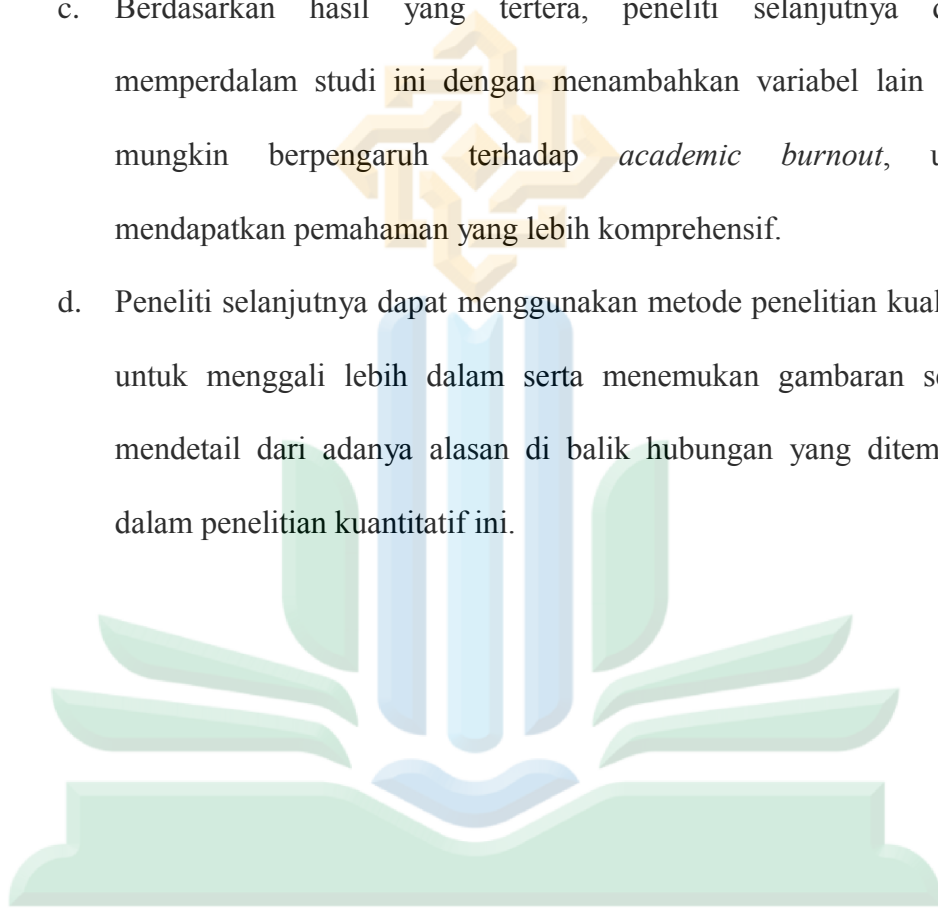 c. Berdasarkan hasil yang tertera, peneliti selanjutnya
memperdalam studi ini dengan menambahkan variabel lain
mungkin berpengaruh terhadap academic burnout,
mendapatkan pemahaman yang lebih komprehensif.
d. Peneliti selanjutnya dapat menggunakan metode penelitian
untuk menggali lebih dalam serta menemukan gambaran
mendetail dari adanya alasan di balik hubungan yang
dalam penelitian kuantitatif ini.